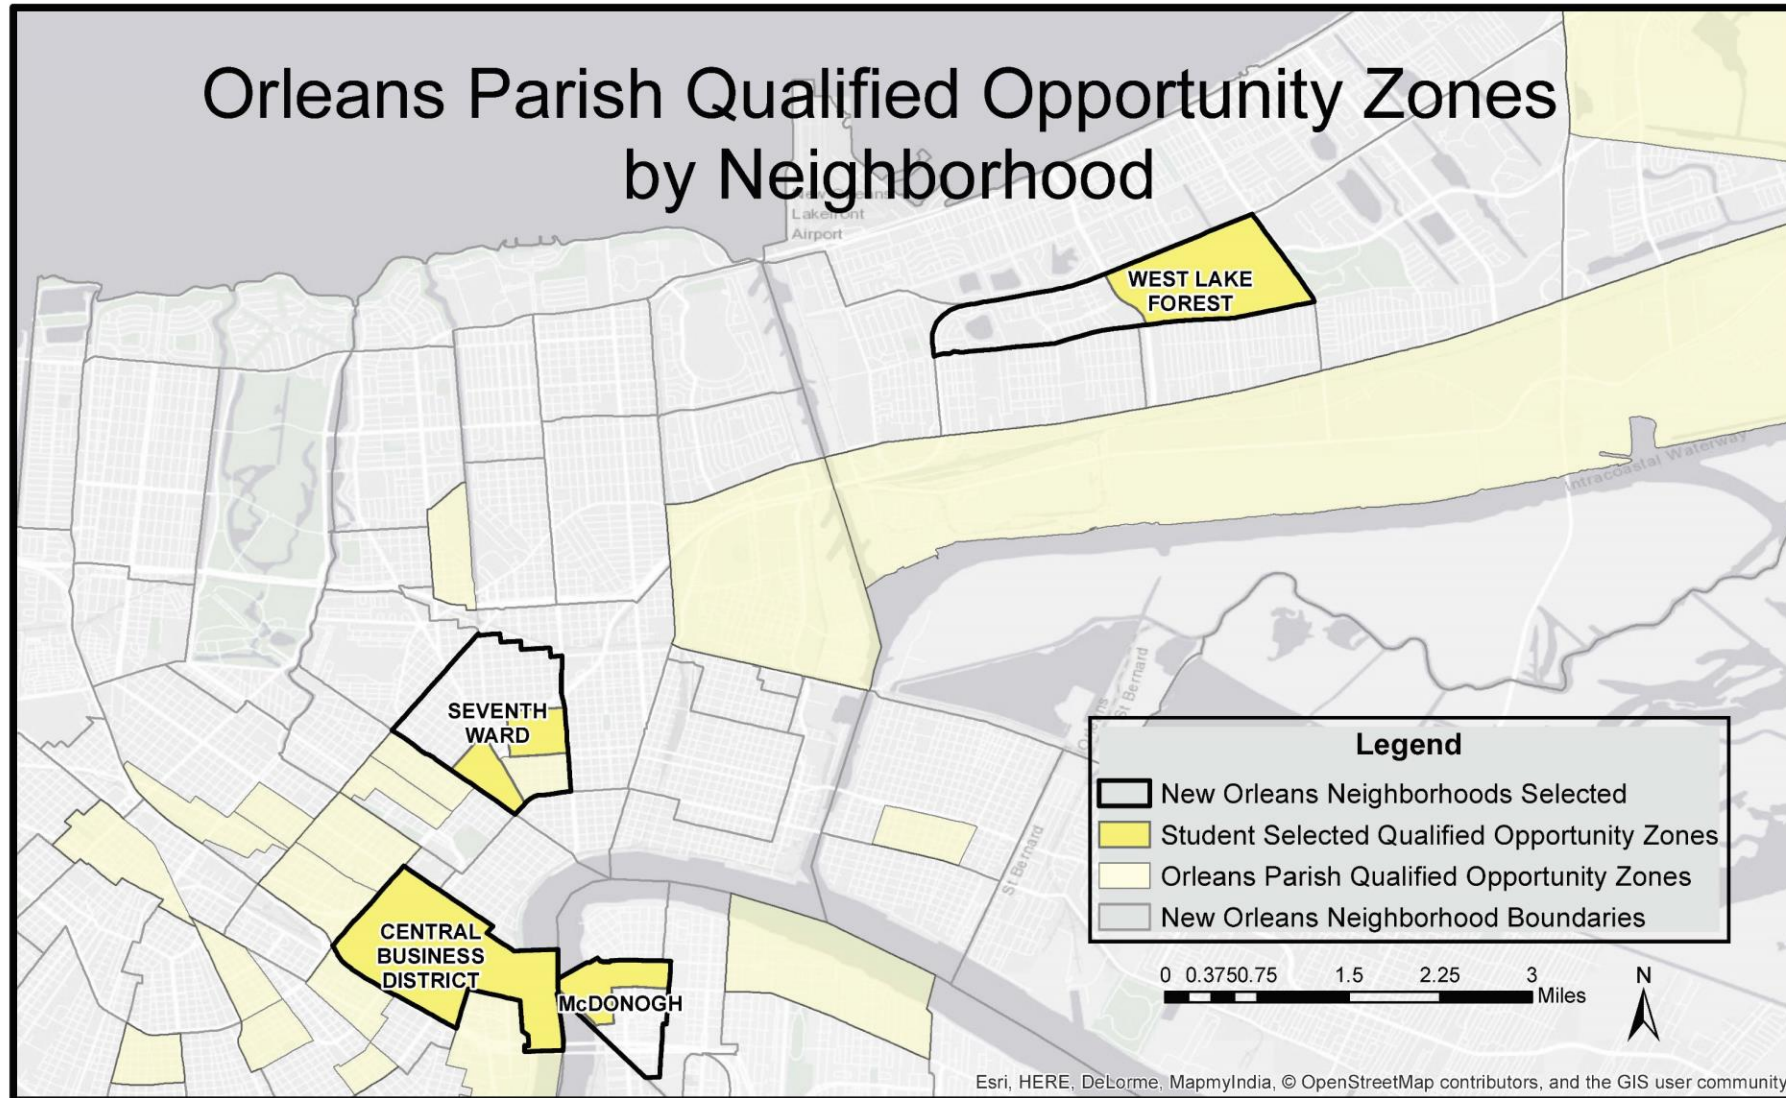 Orleans Parish Qualified Opportunity Zones
by Neighborhood
New Orleans
Lakefront
Airport
WEST LAKE
FOREST
Intracoastal Waterway
SEVENTH
WARD
Orleans
St Bernard
St Bernard
CENTRAL
BUSINESS
DISTRICT
McDONOGH
Legend
New Orleans Neighborhoods Selected
Student Selected Qualified Opportunity Zones
Orleans Parish Qualified Opportunity Zones
New Orleans Neighborhood Boundaries
0 0.3750.75 1.5 2.25 3
Miles
N
Esri, HERE, DeLorme, MapmyIndia, © OpenStreetMap contributors, and the GIS user community